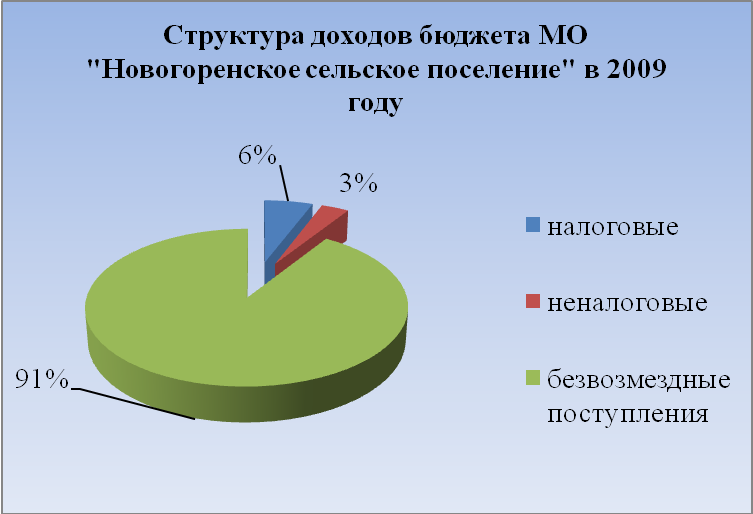 Структура доходов бюджета МО
"Новогоренское сельское поселение" в 2009
году
6%
3%
91%
налоговые
неналоговые
безвозмездные
поступления